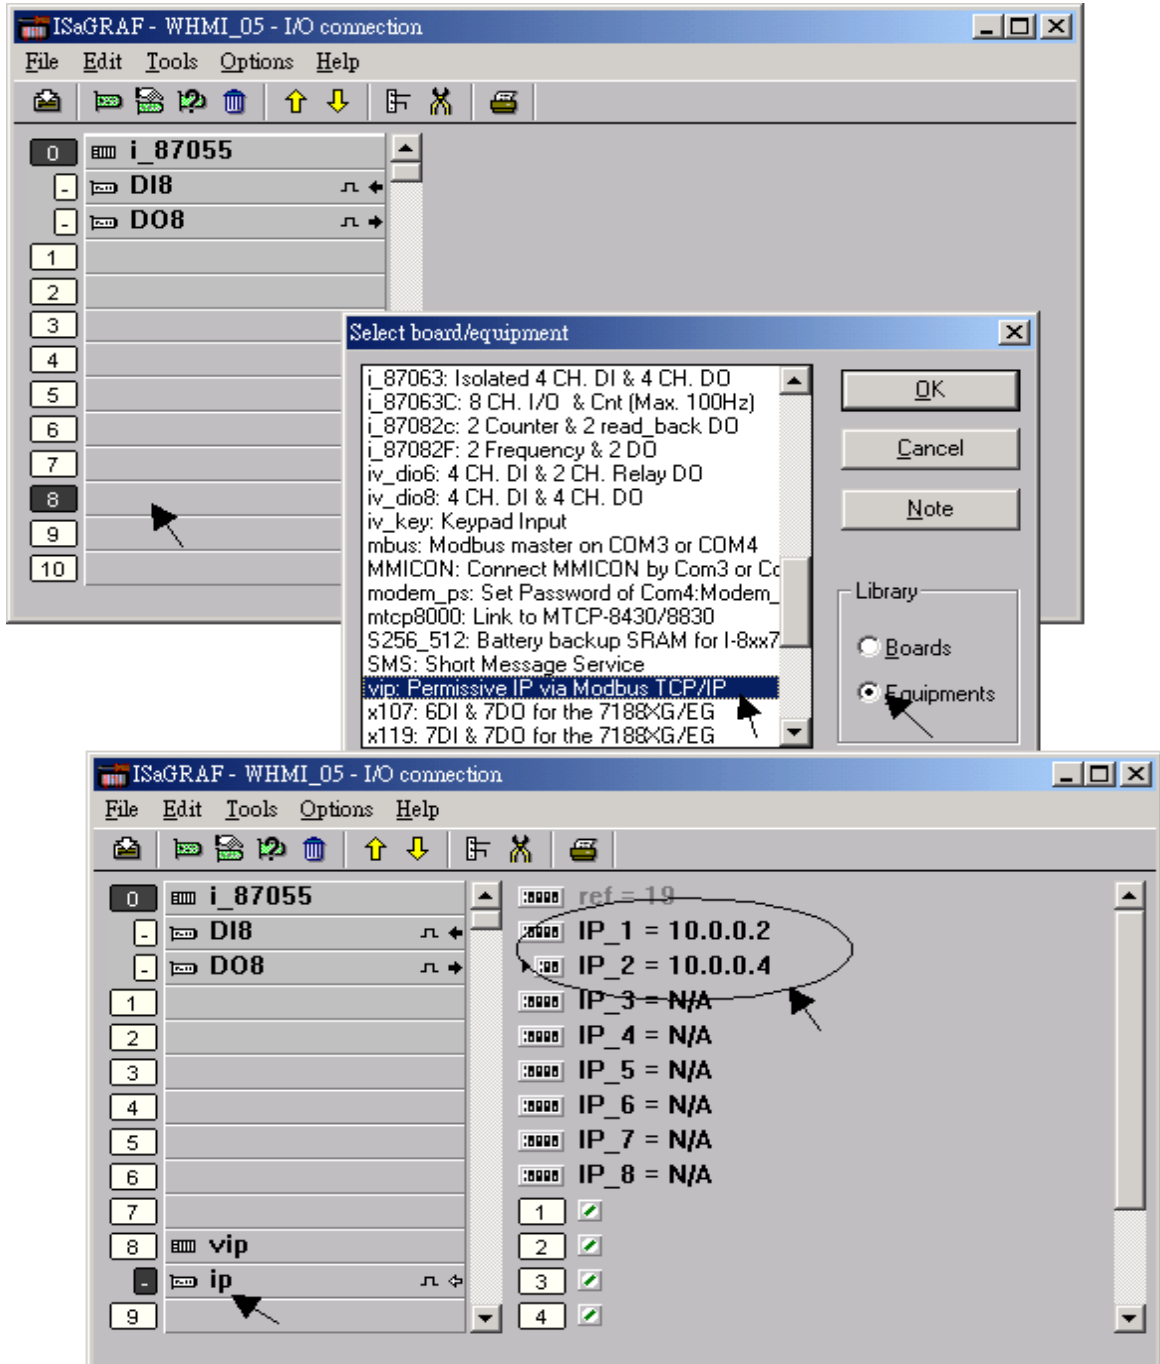 ISaGRAF - WHMI_05 - I/O connection
File Edit Tools Options Help
0 i_87055
- DI8
- DO8
1
2
3
4
5
6
7
8
9
10
Select board/equipment
i_87063: Isolated 4 CH. DI & 4 CH. DO
i_87063C: 8 CH. I/O & Cnt (Max. 100Hz)
i_87082c: 2 Counter & 2 read_back DO
i_87082F: 2 Frequency & 2 DO
iv_dio6: 4 CH. DI & 2 CH. Relay DO
iv_dio8: 4 CH. DI & 4 CH. DO
iv_key: Keypad Input
mbus: Modbus master on COM3 or COM4
MMICON: Connect MMICON by Com3 or Co
modem_ps: Set Password of Com4:Modem_
mtcp8000: Link to MTCP-8430/8830
S256_512: Battery backup SRAM for I-8xx7
SMS: Short Message Service
vip: Permissive IP via Modbus TCP/IP
x107: 6DI & 7DO for the 7188XG/EG
x119: 7DI & 7DO for the 7188XG/EG
OK
Cancel
Note
Library
Boards
Equipments
ISaGRAF - WHMI_05 - I/O connection
File Edit Tools Options Help
0 i_87055
- DI8
- DO8
1
2
3
4
5
6
7
8 vip
- ip
9
ref = 19
IP_1 = 10.0.0.2
IP_2 = 10.0.0.4
IP_3 = N/A
IP_4 = N/A
IP_5 = N/A
IP_6 = N/A
IP_7 = N/A
IP_8 = N/A
1
2
3
4